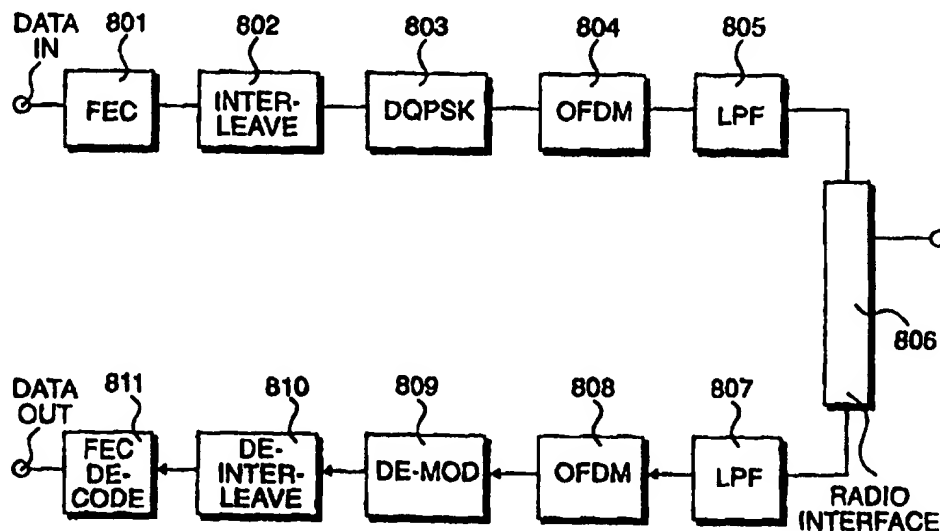 DATA
IN
801
802
803
804
805
FEC
INTER-
LEAVE
DQPSK
OFDM
LPF
806
DATA
OUT
811
810
809
808
807
FEC
DE-
CODE
DE-
INTER-
LEAVE
DE-MOD
OFDM
LPF
RADIO
INTERFACE